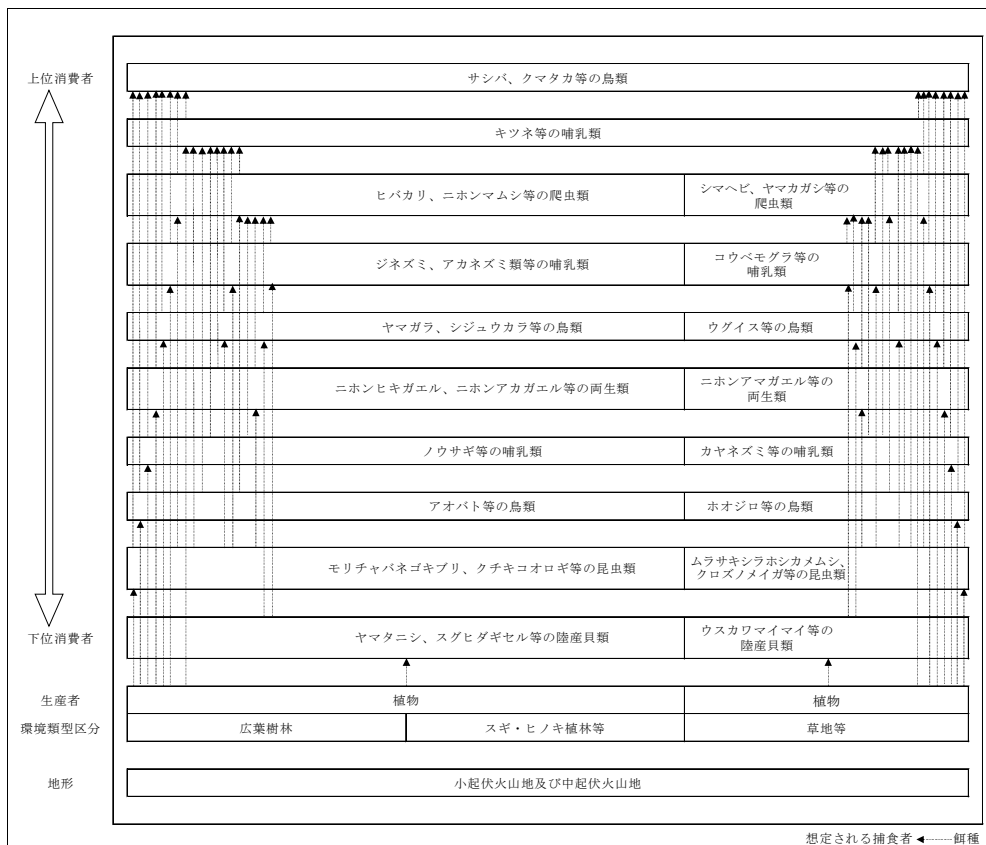 上位消費者
サシバ、クマタカ等の鳥類
キツネ等の哺乳類
ヒバカリ、ニホンマムシ等の爬虫類
シマヘビ、ヤマカガシ等の
爬虫類
ジネズミ、アカネズミ類等の哺乳類
コウベモグラ等の
哺乳類
ヤマガラ、シジュウカラ等の鳥類
ウグイス等の鳥類
ニホンヒキガエル、ニホンアカガエル等の両生類
ニホンアマガエル等の
両生類
ノウサギ等の哺乳類
カヤネズミ等の哺乳類
アオバト等の鳥類
ホオジロ等の鳥類
モリチャバネゴキブリ、クチキコオロギ等の昆虫類
ムラサキシラホシカメムシ、
クロズノメイガ等の昆虫類
下位消費者
ヤマタニシ、スグヒダギセル等の陸産貝類
ウスカワマイマイ等の
陸産貝類
生産者
植物
植物
環境類型区分
広葉樹林
スギ・ヒノキ植林等
草地等
地形
小起伏火山地及び中起伏火山地
想定される捕食者
餌種